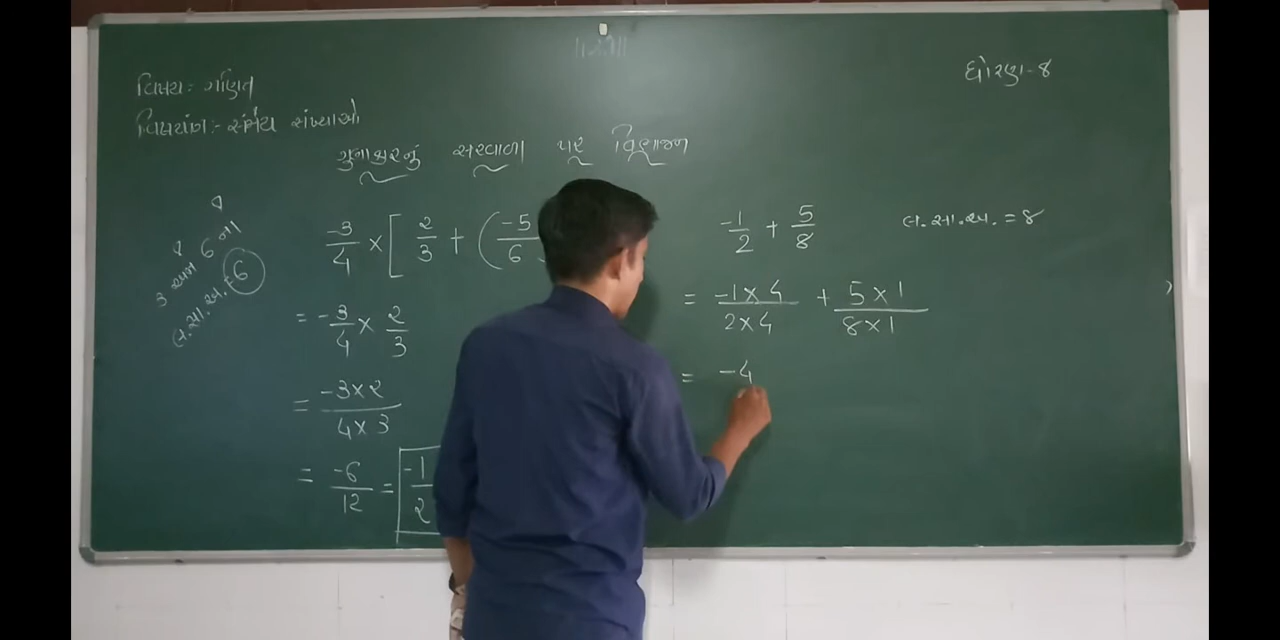 ધોરણ-૪
વિષય: ગણિત
વિષયાંગ:- સંમેય સંખ્યાઓ
ગુણાકારનું સરવાળા પર વિભાજન
-3/4 × [ 2/3 + ( -5/6
= -3/4 × 2/3
= -3×2 / 4×3
= -6/12 = -1/2
3 અને 6 ના
લ.સા.અ. = 6
-1/2 + 5/8
લ.સા.અ. = 8
= -1×4 / 2×4 + 5×1 / 8×1
= -4